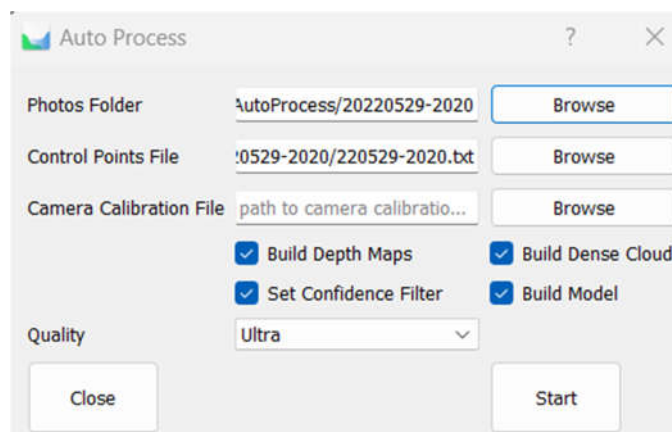 Auto Process ?
Photos Folder AutoProcess/20220529-2020 Browse
Control Points File 20529-2020/220529-2020.txt Browse
Camera Calibration File path to camera calibratio... Browse
Build Depth Maps Build Dense Cloud
Set Confidence Filter Build Model
Quality Ultra
Close Start